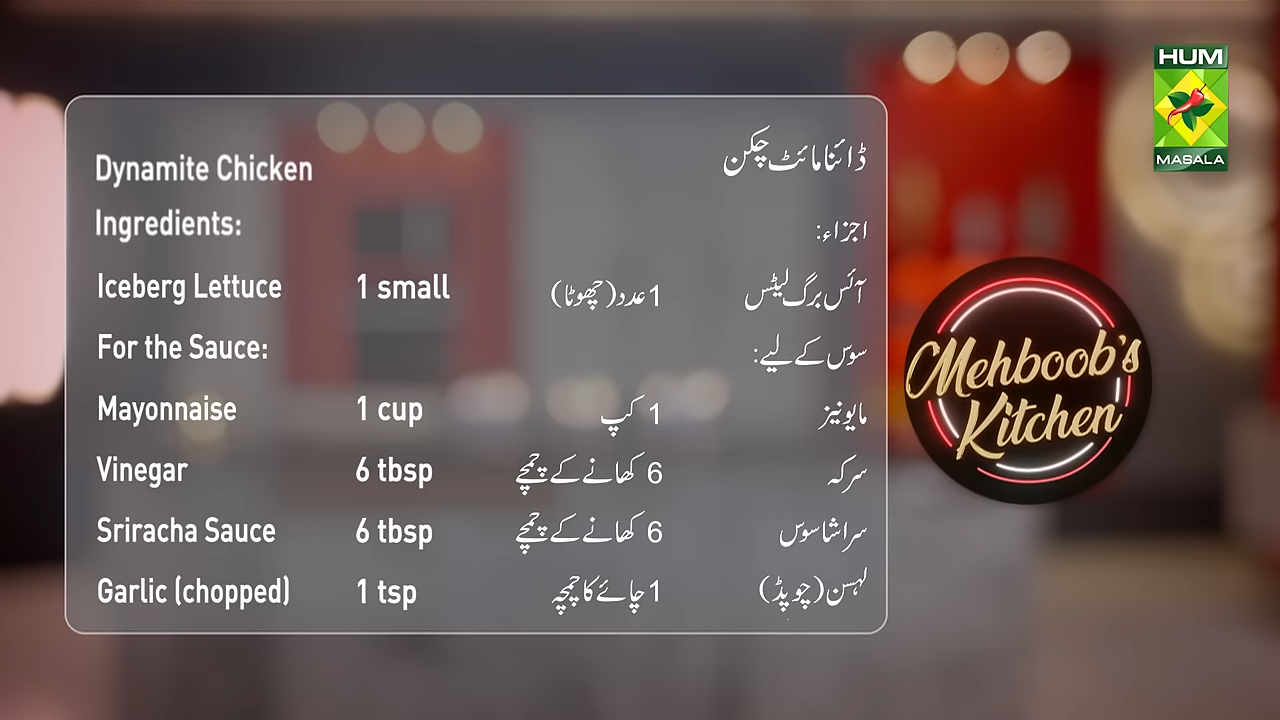 HUM
MASALA
Dynamite Chicken ڈائنامائٹ چکن
Ingredients: اجزاء:
Iceberg Lettuce 1 small 1 عدد (چھوٹا) آئس برگ لیٹس
For the Sauce: سوس کے لیے:
Mayonnaise 1 cup 1 کپ مایونیز
Vinegar 6 tbsp 6 کھانے کے چمچے سرکہ
Sriracha Sauce 6 tbsp 6 کھانے کے چمچے سراشا سوس
Garlic (chopped) 1 tsp 1 چائے کا چمچہ لہسن (چوپڈ)
Mehboob's
Kitchen